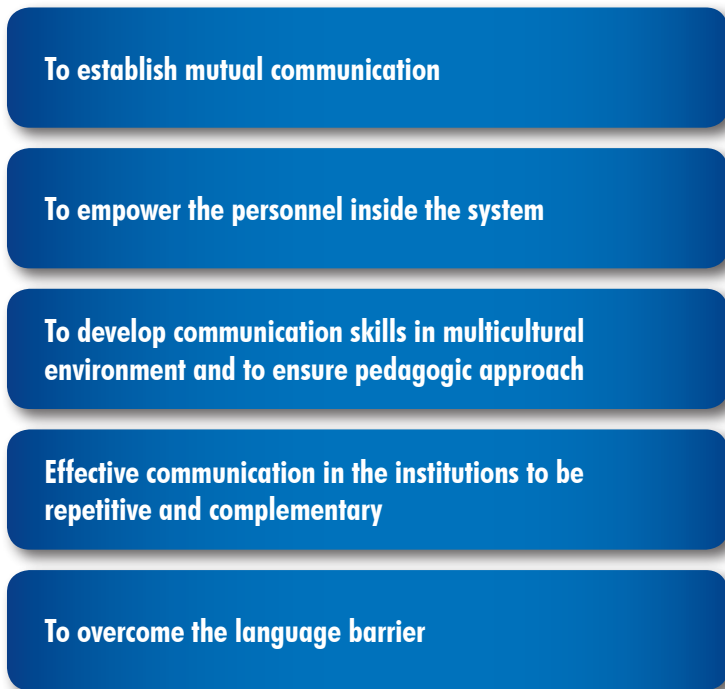 To establish mutual communication
To empower the personnel inside the system
To develop communication skills in multicultural
environment and to ensure pedagogic approach
Effective communication in the institutions to be
repetitive and complementary
To overcome the language barrier